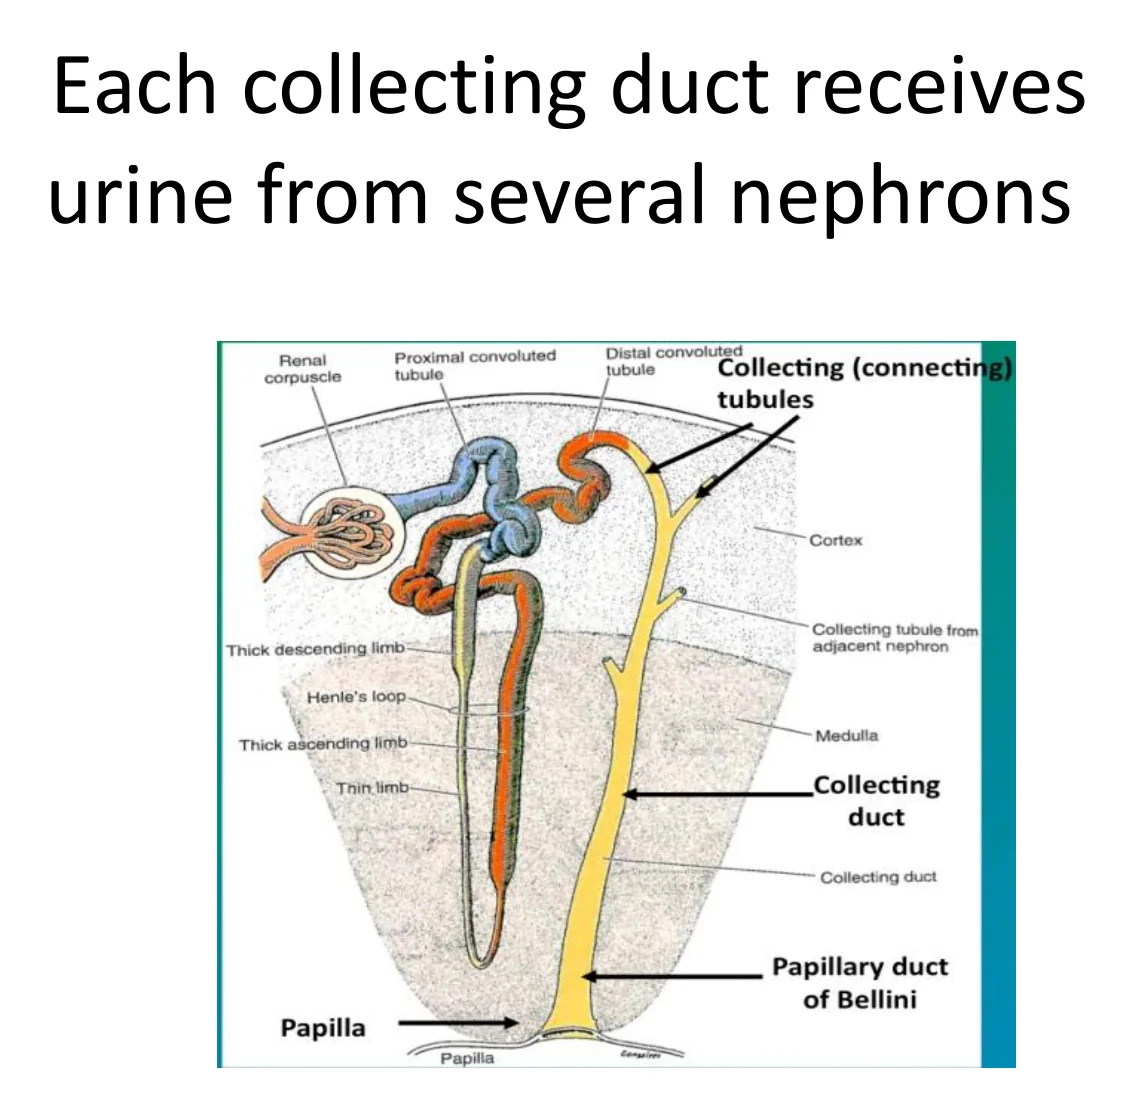 Each collecting duct receives
urine from several nephrons
Renal
corpuscle
Proximal convoluted
tubule
Distal convoluted
tubule
Collecting (connecting)
tubules
Cortex
Collecting tubule from
adjacent nephron
Thick descending limb
Henle's loop
Thick ascending limb
Thin limb
Medulla
Collecting
duct
Collecting duct
Papillary duct
of Bellini
Papilla
Papilla